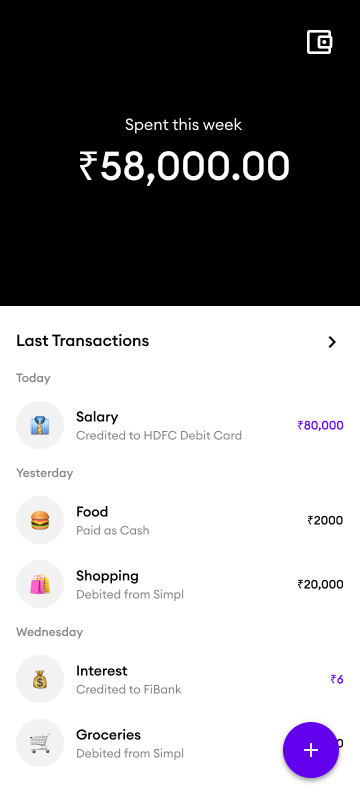 Spent this week
₹58,000.00
Last Transactions
Today
Salary
₹80,000
Credited to HDFC Debit Card
Yesterday
Food
₹2000
Paid as Cash
Shopping
₹20,000
Debited from Simpl
Wednesday
Interest
₹6
Credited to FiBank
Groceries
Debited from Simpl